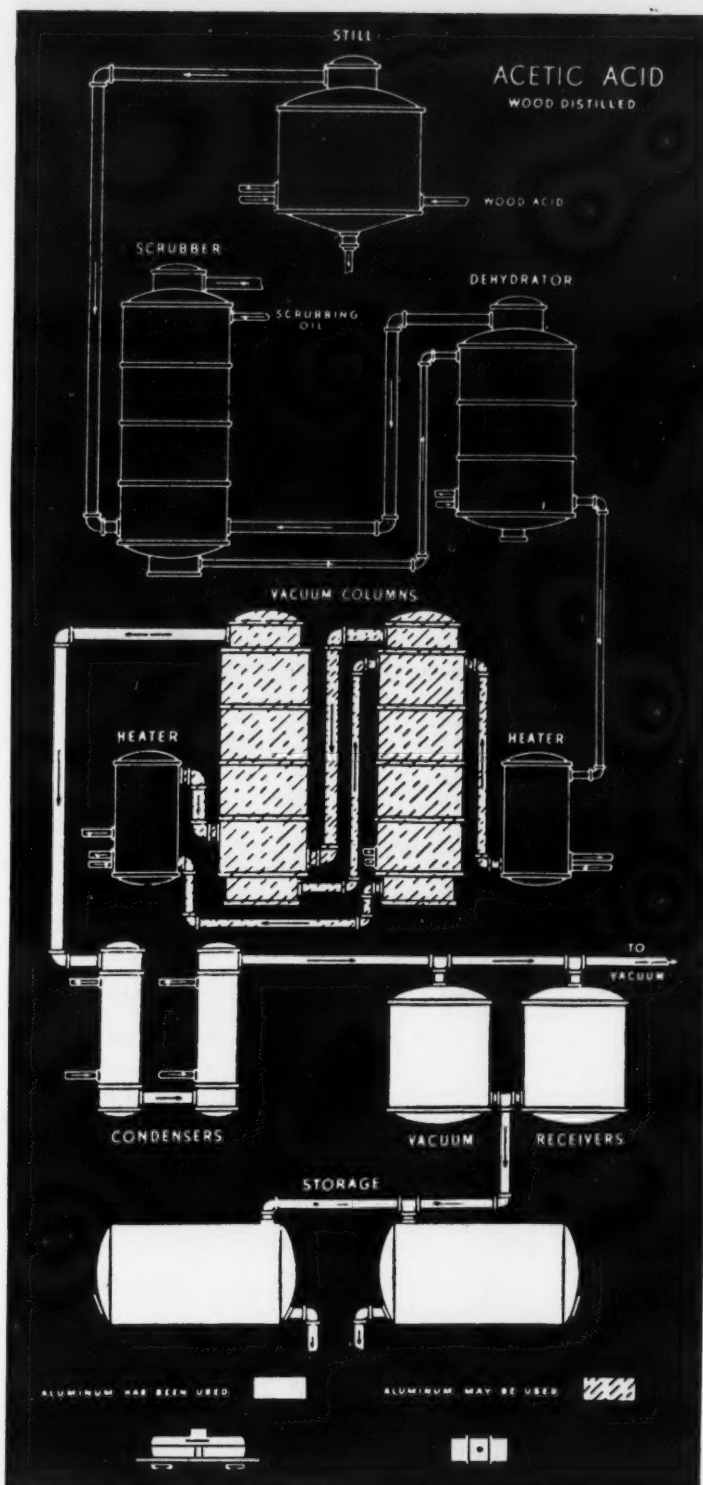 STILL
ACETIC ACID
WOOD DISTILLED
WOOD ACID
SCRUBBER
DEHYDRATOR
SCRUBBING
OIL
VACUUM COLUMNS
HEATER
HEATER
TO
VACUUM
CONDENSERS
VACUUM
RECEIVERS
STORAGE
ALUMINUM HAS BEEN USED
ALUMINUM MAY BE USED